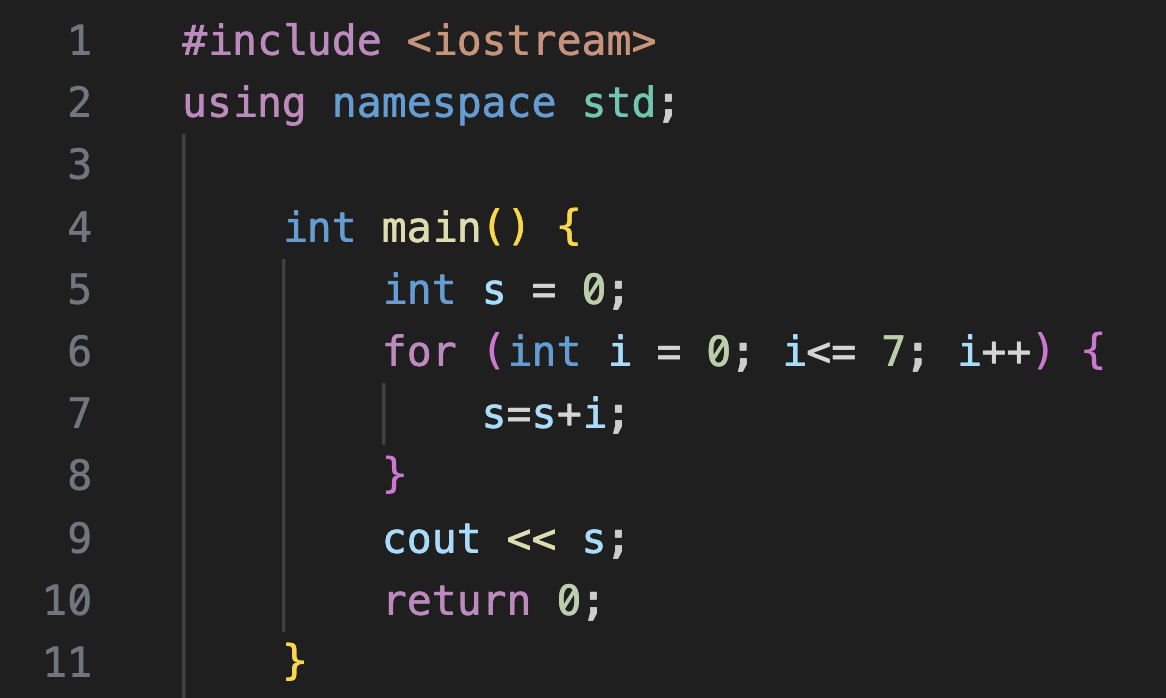 1 #include <iostream>
2 using namespace std;
3
4 int main() {
5 int s = 0;
6 for (int i = 0; i<= 7; i++) {
7 s=s+i;
8 }
9 cout << s;
10 return 0;
11 }